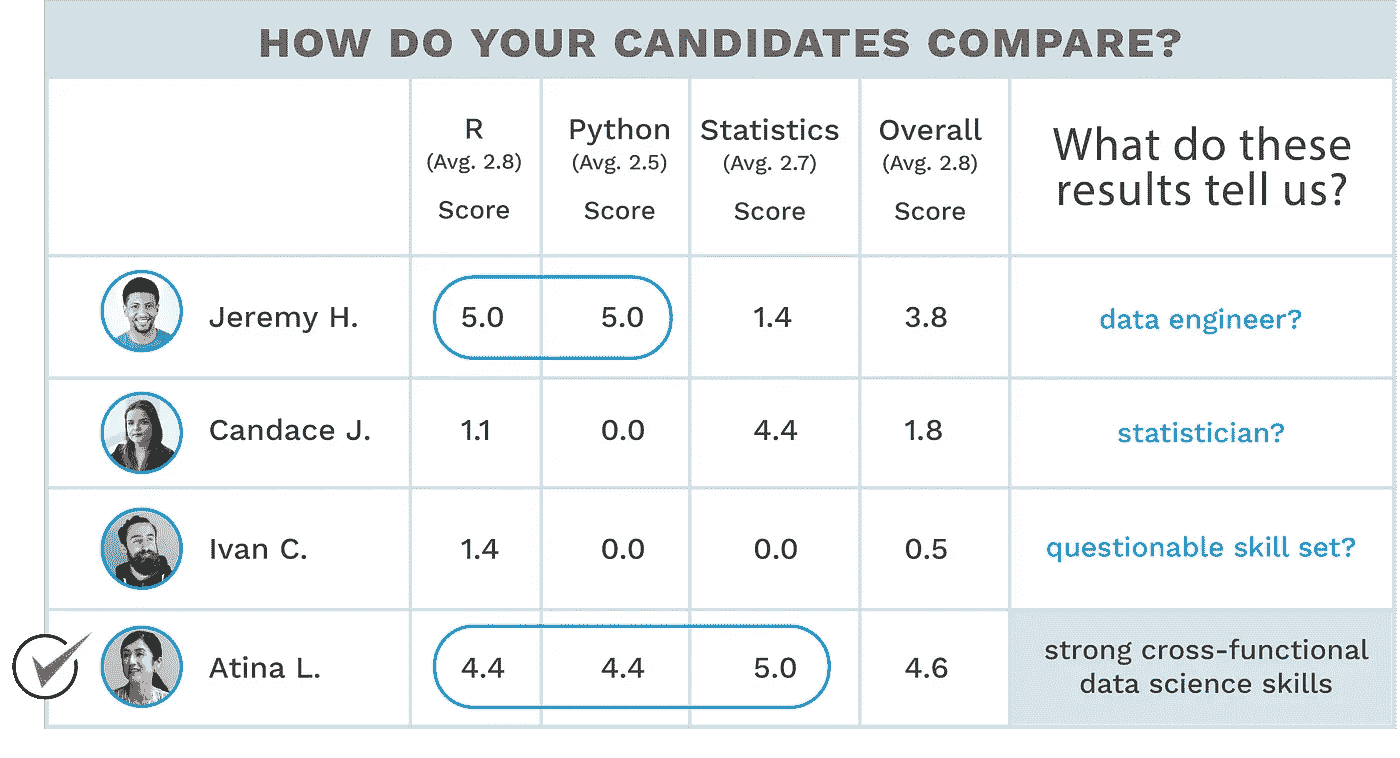 HOW DO YOUR CANDIDATES COMPARE?
R Python Statistics Overall What do these
(Avg. 2.8) (Avg. 2.5) (Avg. 2.7) (Avg. 2.8) results tell us?
Score Score Score Score
Jeremy H. 5.0 5.0 1.4 3.8 data engineer?
Candace J. 1.1 0.0 4.4 1.8 statistician?
Ivan C. 1.4 0.0 0.0 0.5 questionable skill set?
Atina L. 4.4 4.4 5.0 4.6 strong cross-functional
data science skills